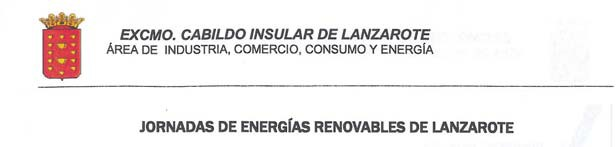 EXCMO. CABILDO INSULAR DE LANZAROTE
ÁREA DE INDUSTRIA, COMERCIO, CONSUMO Y ENERGÍA
JORNADAS DE ENERGÍAS RENOVABLES DE LANZAROTE